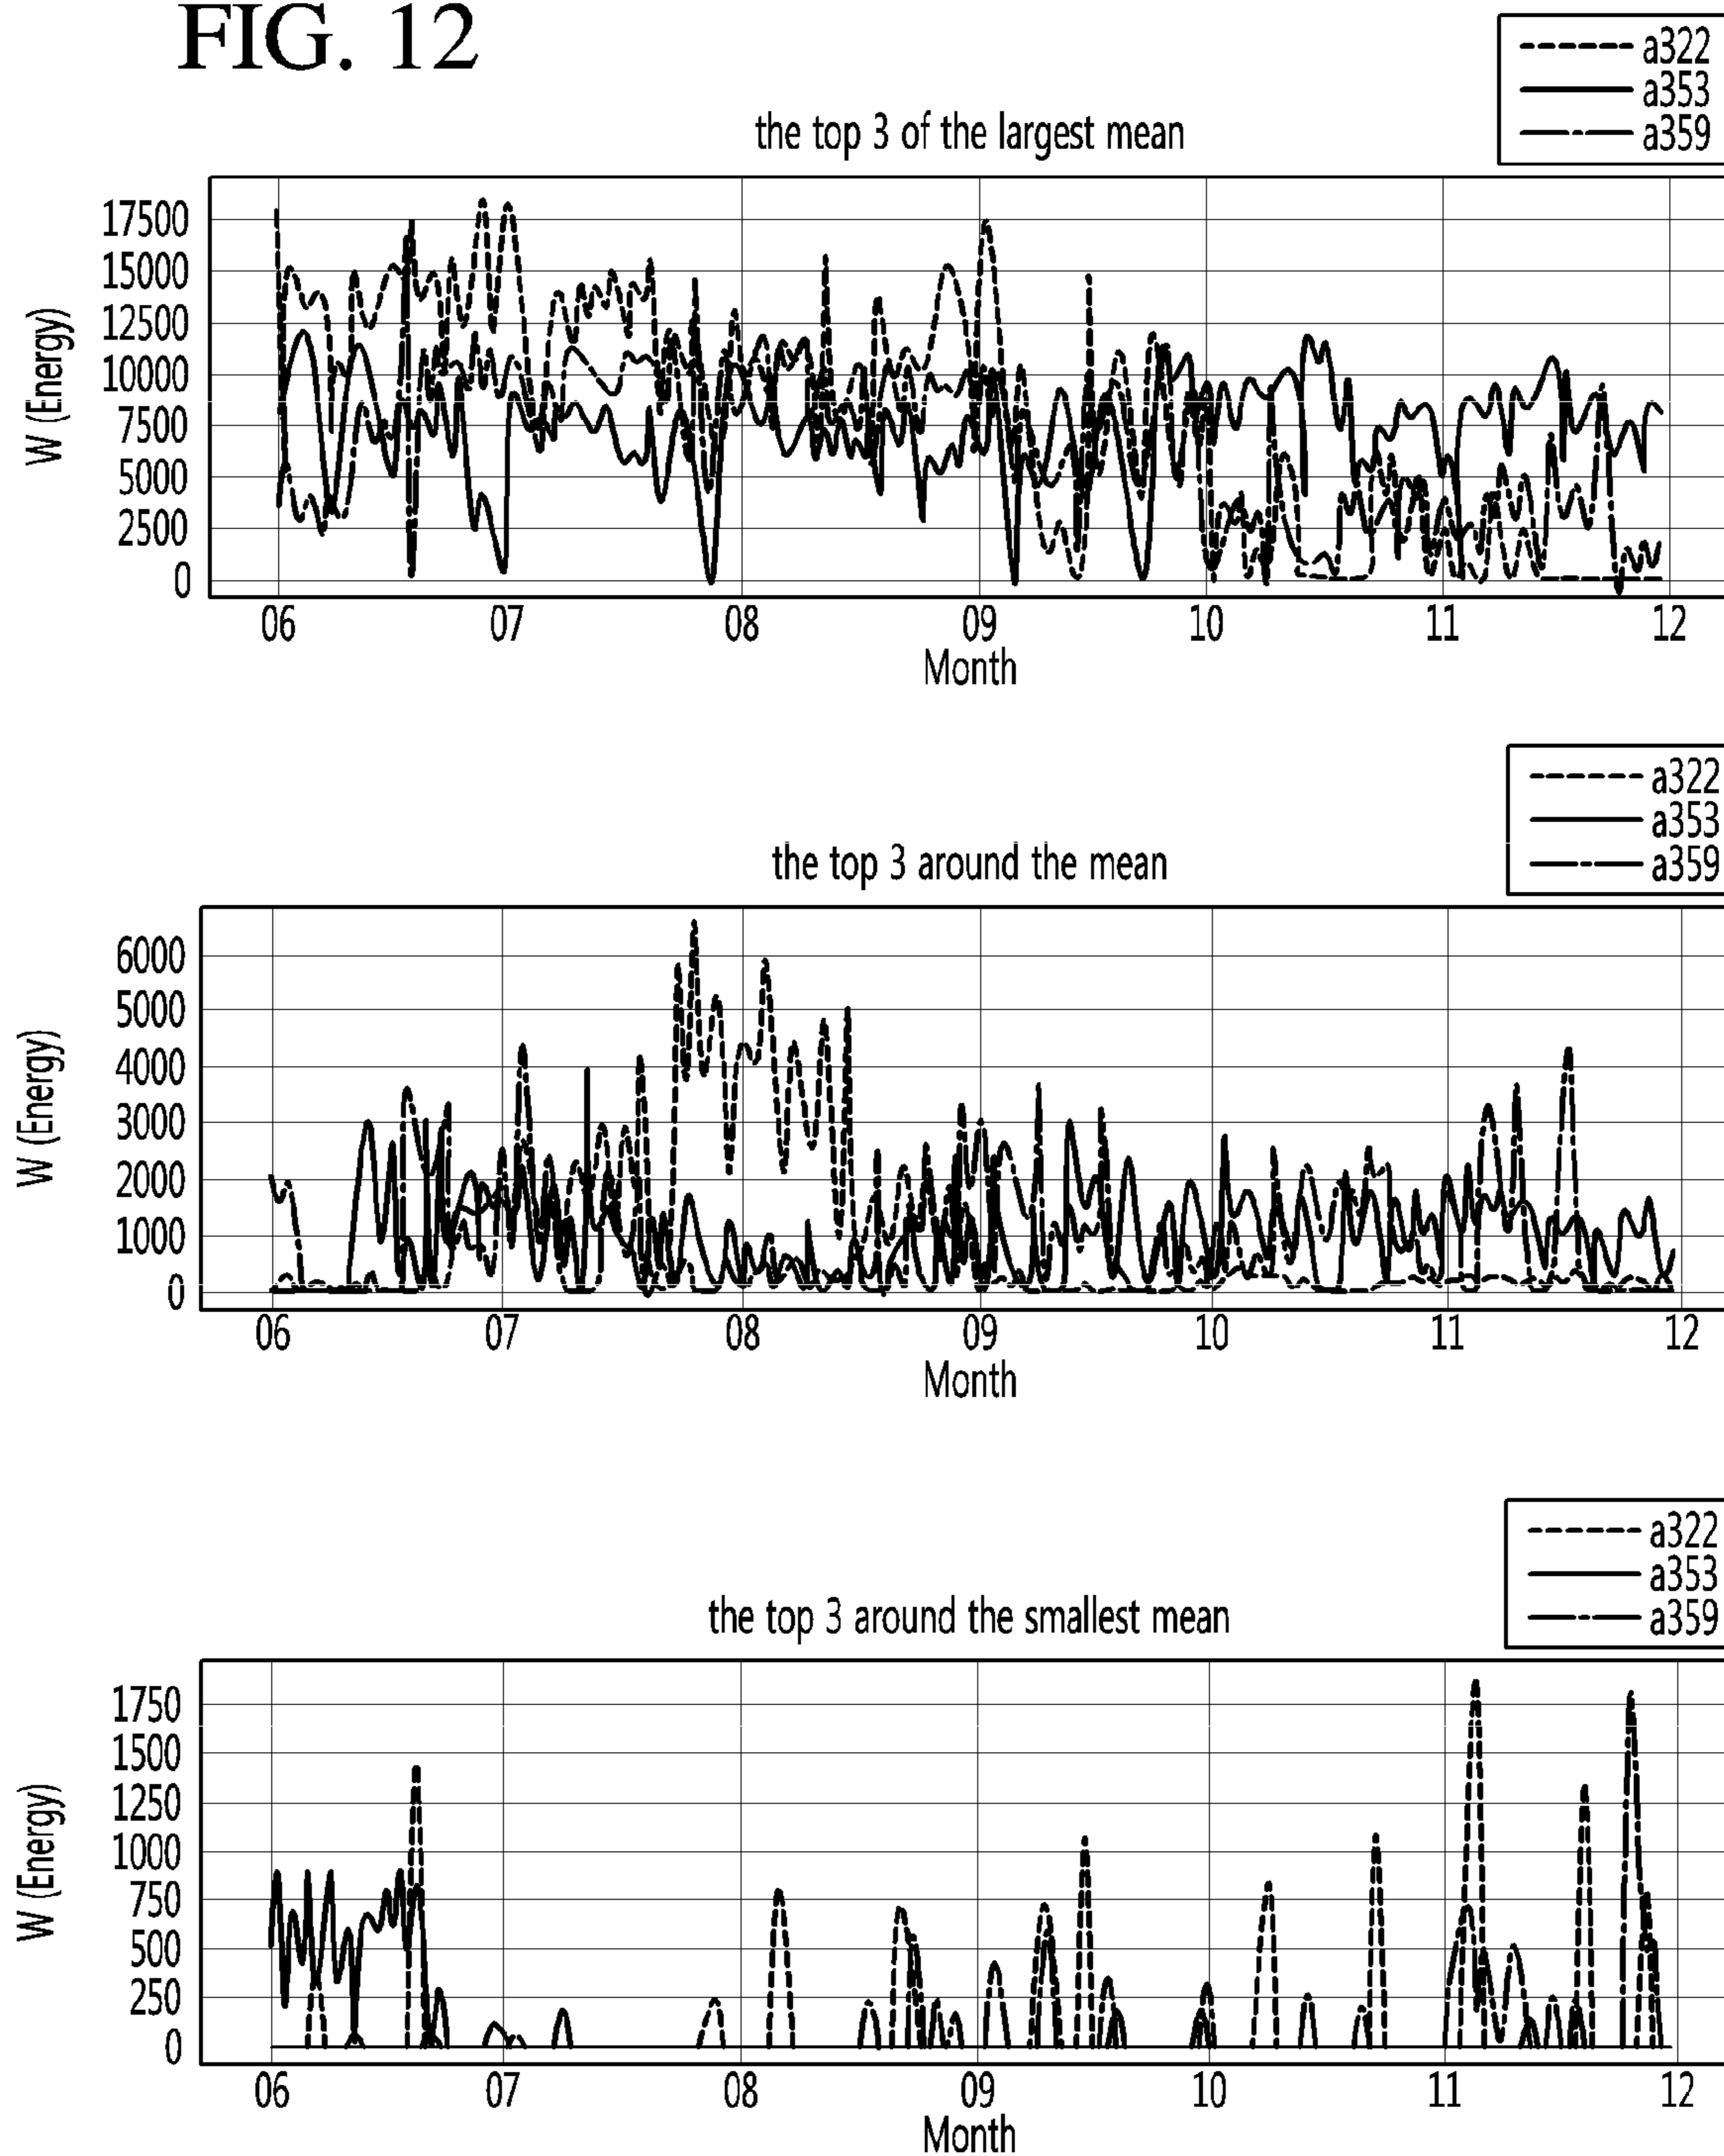 FIG. 12
a322
a353
a359
the top 3 of the largest mean
W (Energy)
17500
15000
12500
10000
7500
5000
2500
0
06 07 08 09 10 11 12
Month
a322
a353
a359
the top 3 around the mean
W (Energy)
6000
5000
4000
3000
2000
1000
0
06 07 08 09 10 11 12
Month
a322
a353
a359
the top 3 around the smallest mean
W (Energy)
1750
1500
1250
1000
750
500
250
0
06 07 08 09 10 11 12
Month